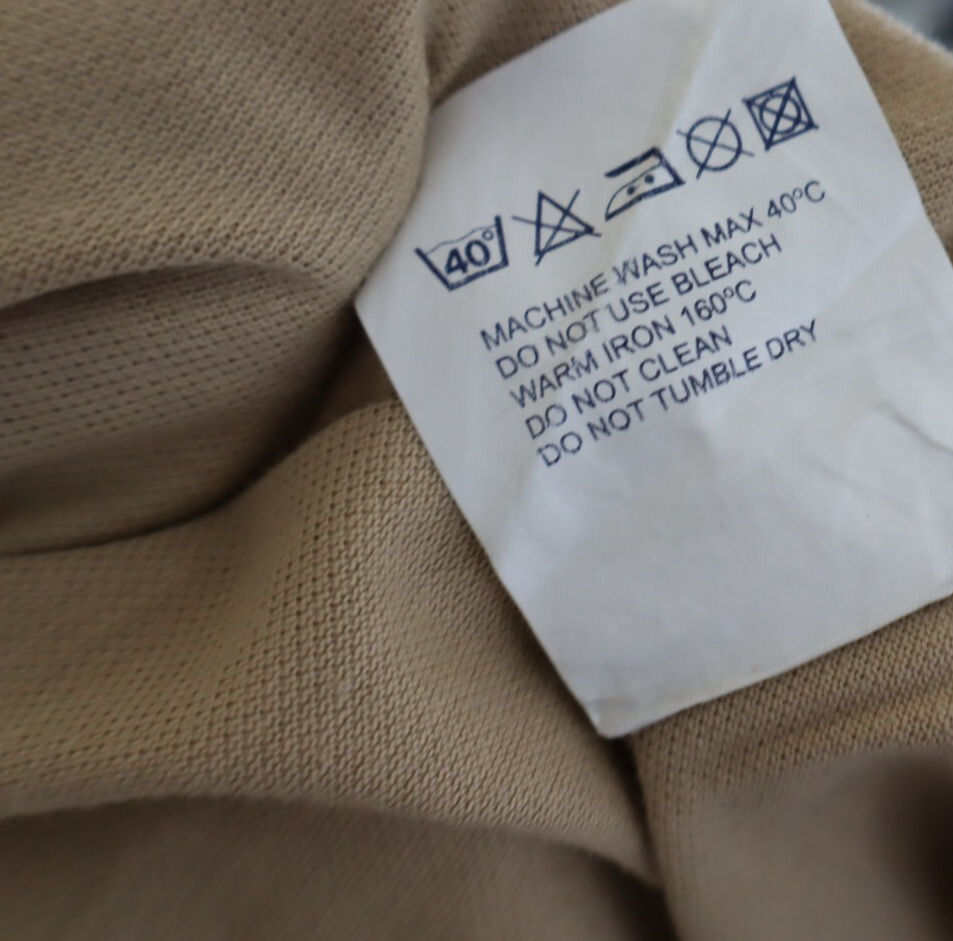 40°
MACHINE WASH MAX 40°C
DO NOT USE BLEACH
WARM IRON 160°C
DO NOT CLEAN
DO NOT TUMBLE DRY